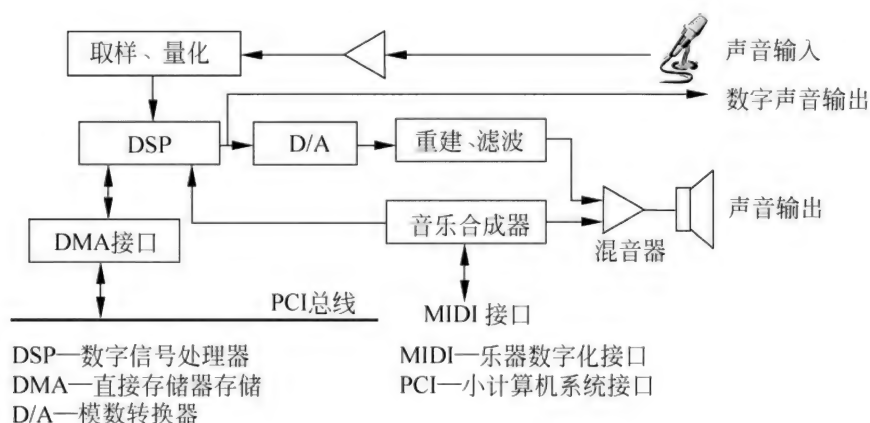 取样、量化
声音输入
数字声音输出
DSP
D/A
重建、滤波
声音输出
DMA接口
音乐合成器
混音器
PCI总线
MIDI 接口
DSP—数字信号处理器
MIDI—乐器数字化接口
DMA—直接存储器存储
PCI—小计算机系统接口
D/A—模数转换器